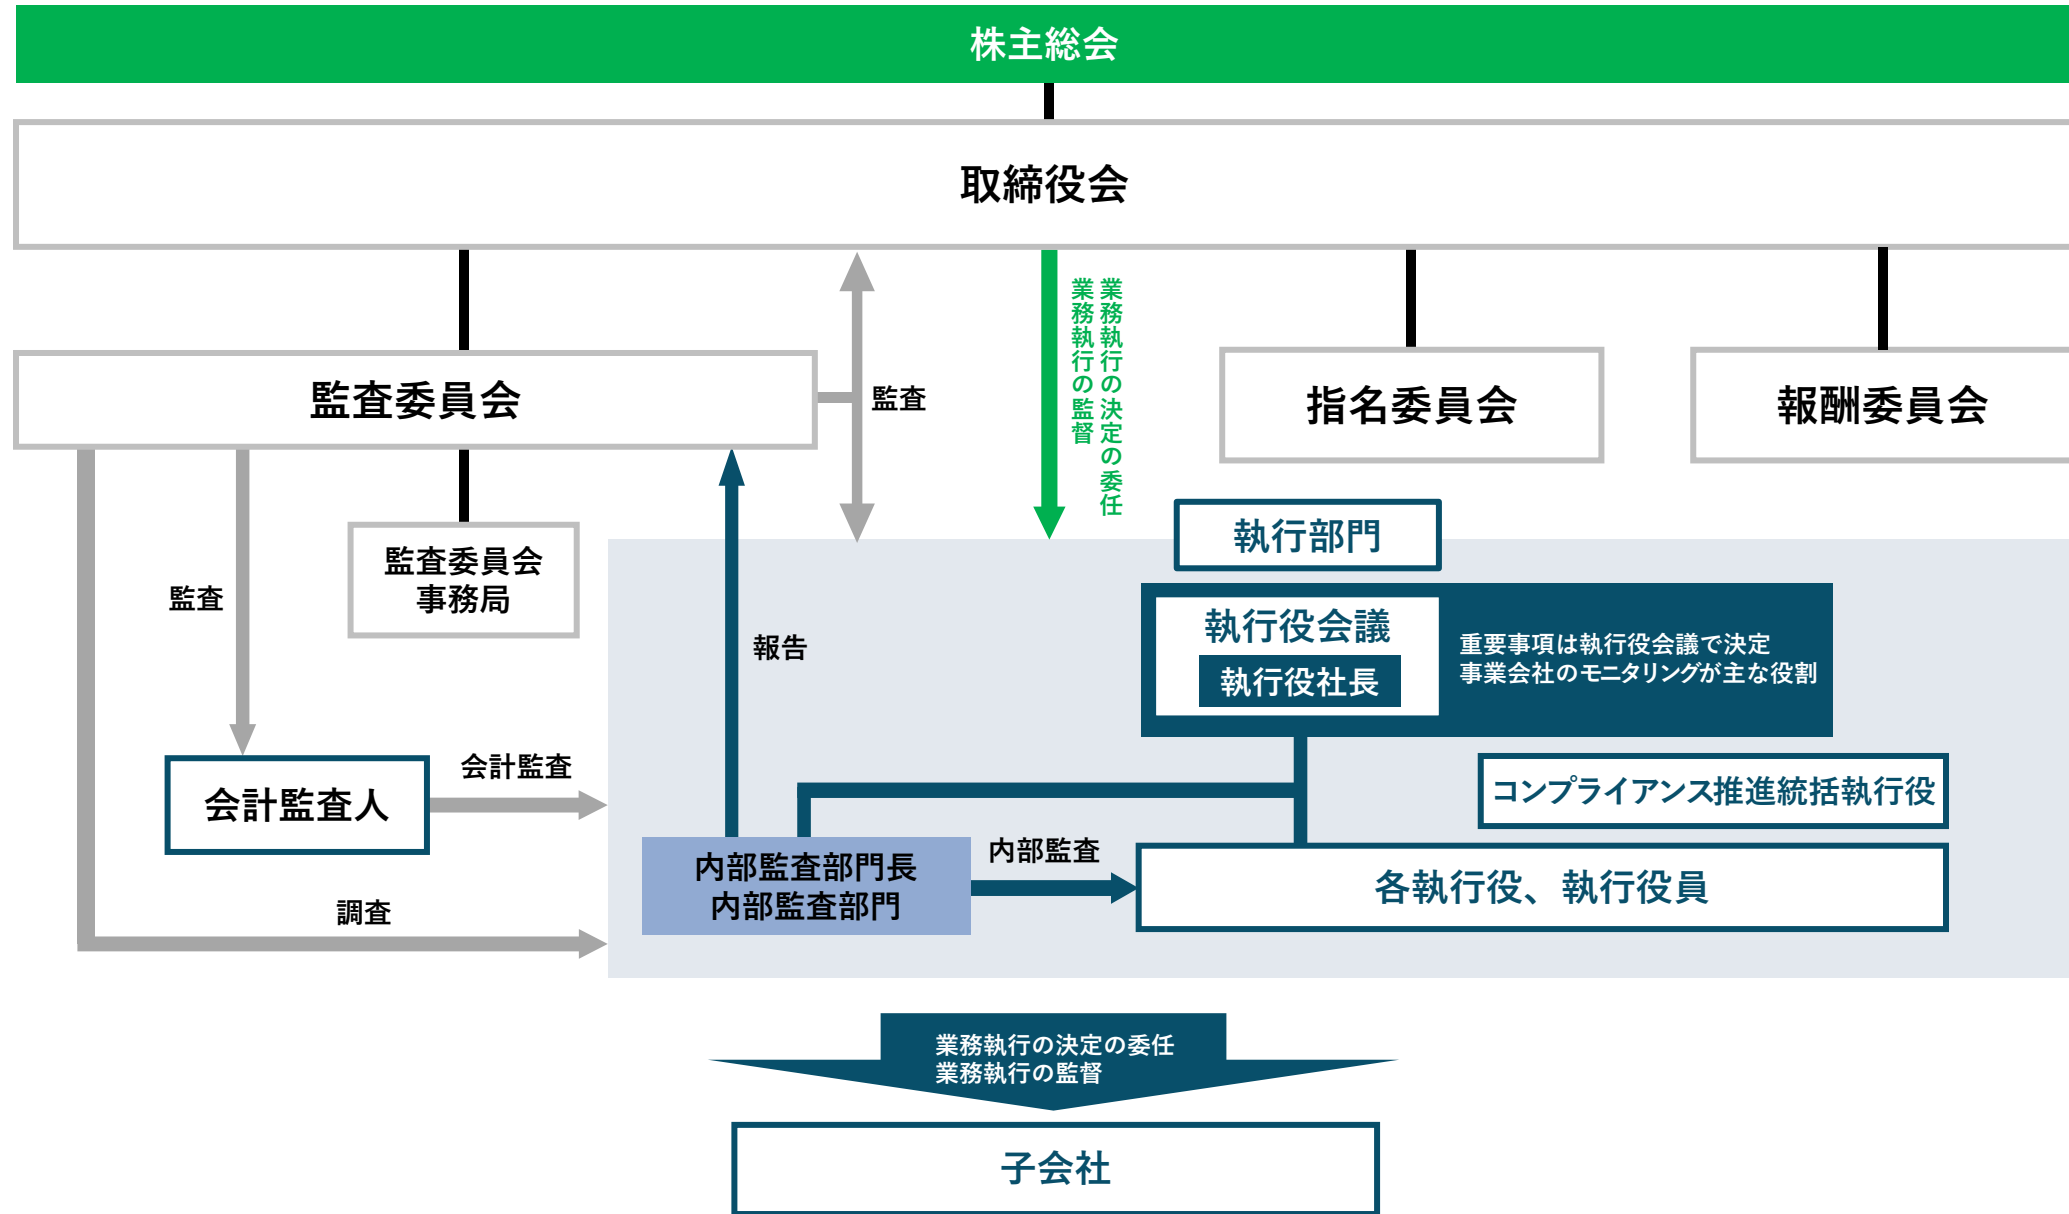 株主総会
取締役会
業務執行の決定の委任
業務執行の監督
監査委員会
監査
指名委員会
報酬委員会
執行部門
監査委員会
事務局
監査
報告
執行役会議
執行役社長
重要事項は執行役会議で決定
事業会社のモニタリングが主な役割
会計監査人
会計監査
コンプライアンス推進統括執行役
内部監査部門長
内部監査部門
内部監査
各執行役、執行役員
調査
業務執行の決定の委任
業務執行の監督
子会社